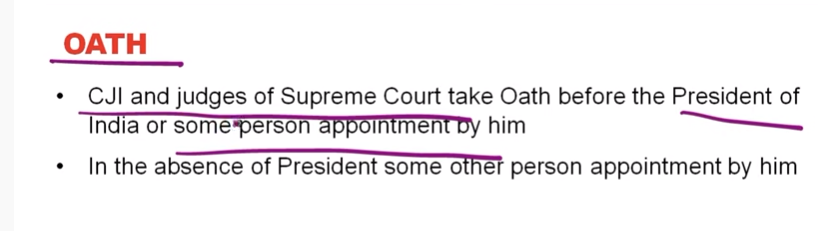 OATH
• CJI and judges of Supreme Court take Oath before the President of
India or some person appointment by him
• In the absence of President some other person appointment by him